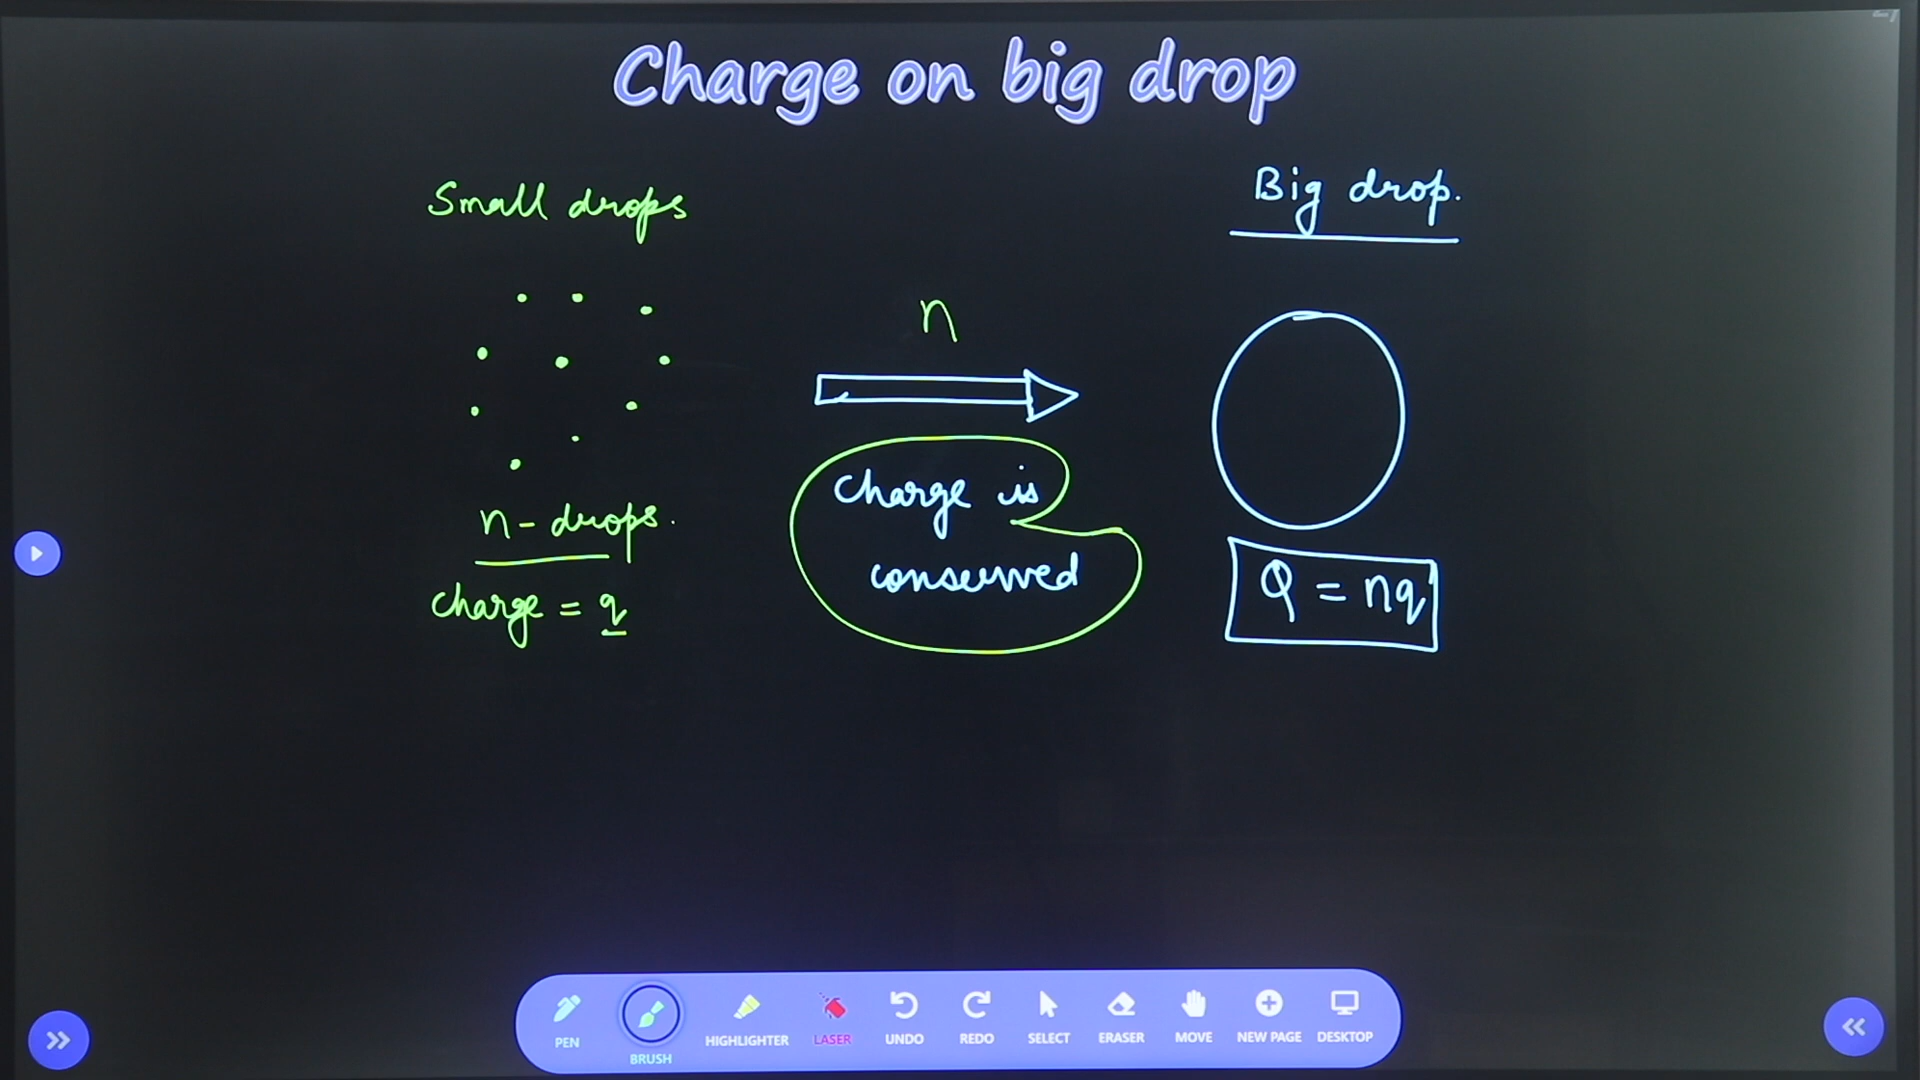 Charge on big drop
Small drops
Big drop.
n
charge is
conserved
n- drops.
charge = q
Q = nq
PEN
BRUSH
HIGHLIGHTER
LASER
UNDO
REDO
SELECT
ERASER
MOVE
NEW PAGE
DESKTOP